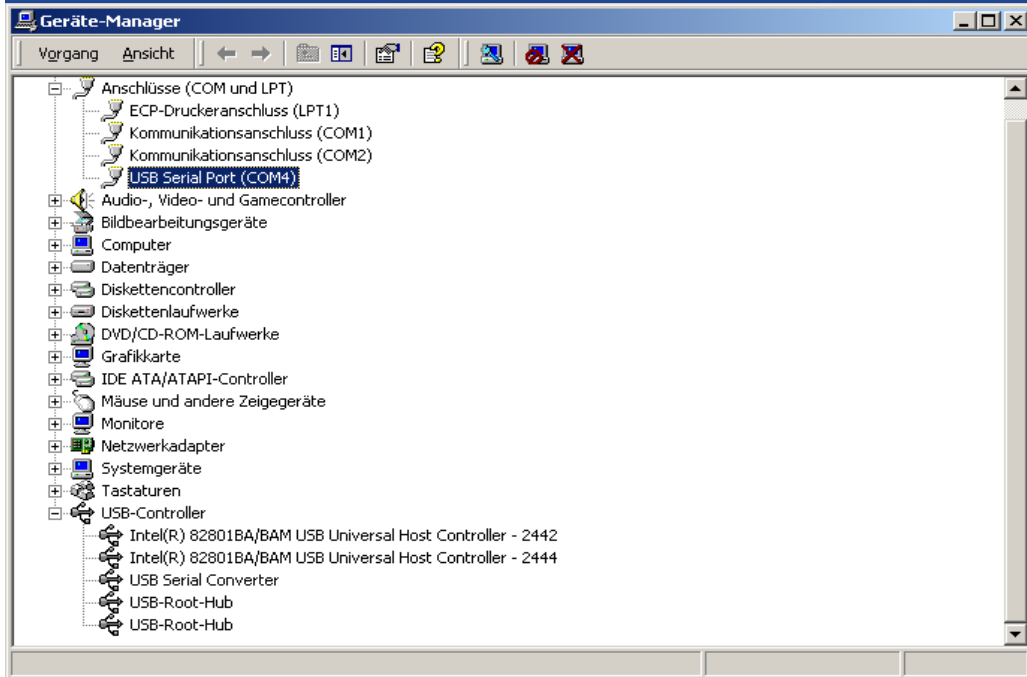 Geräte-Manager
Vorgang Ansicht
Anschlüsse (COM und LPT)
ECP-Druckeranschluss (LPT1)
Kommunikationsanschluss (COM1)
Kommunikationsanschluss (COM2)
USB Serial Port (COM4)
Audio-, Video- und Gamecontroller
Bildbearbeitungsgeräte
Computer
Datenträger
Diskettencontroller
Diskettenlaufwerke
DVD/CD-ROM-Laufwerke
Grafikkarte
IDE ATA/ATAPI-Controller
Mäuse und andere Zeigegeräte
Monitore
Netzwerkadapter
Systemgeräte
Tastaturen
USB-Controller
Intel(R) 82801BA/BAM USB Universal Host Controller - 2442
Intel(R) 82801BA/BAM USB Universal Host Controller - 2444
USB Serial Converter
USB-Root-Hub
USB-Root-Hub